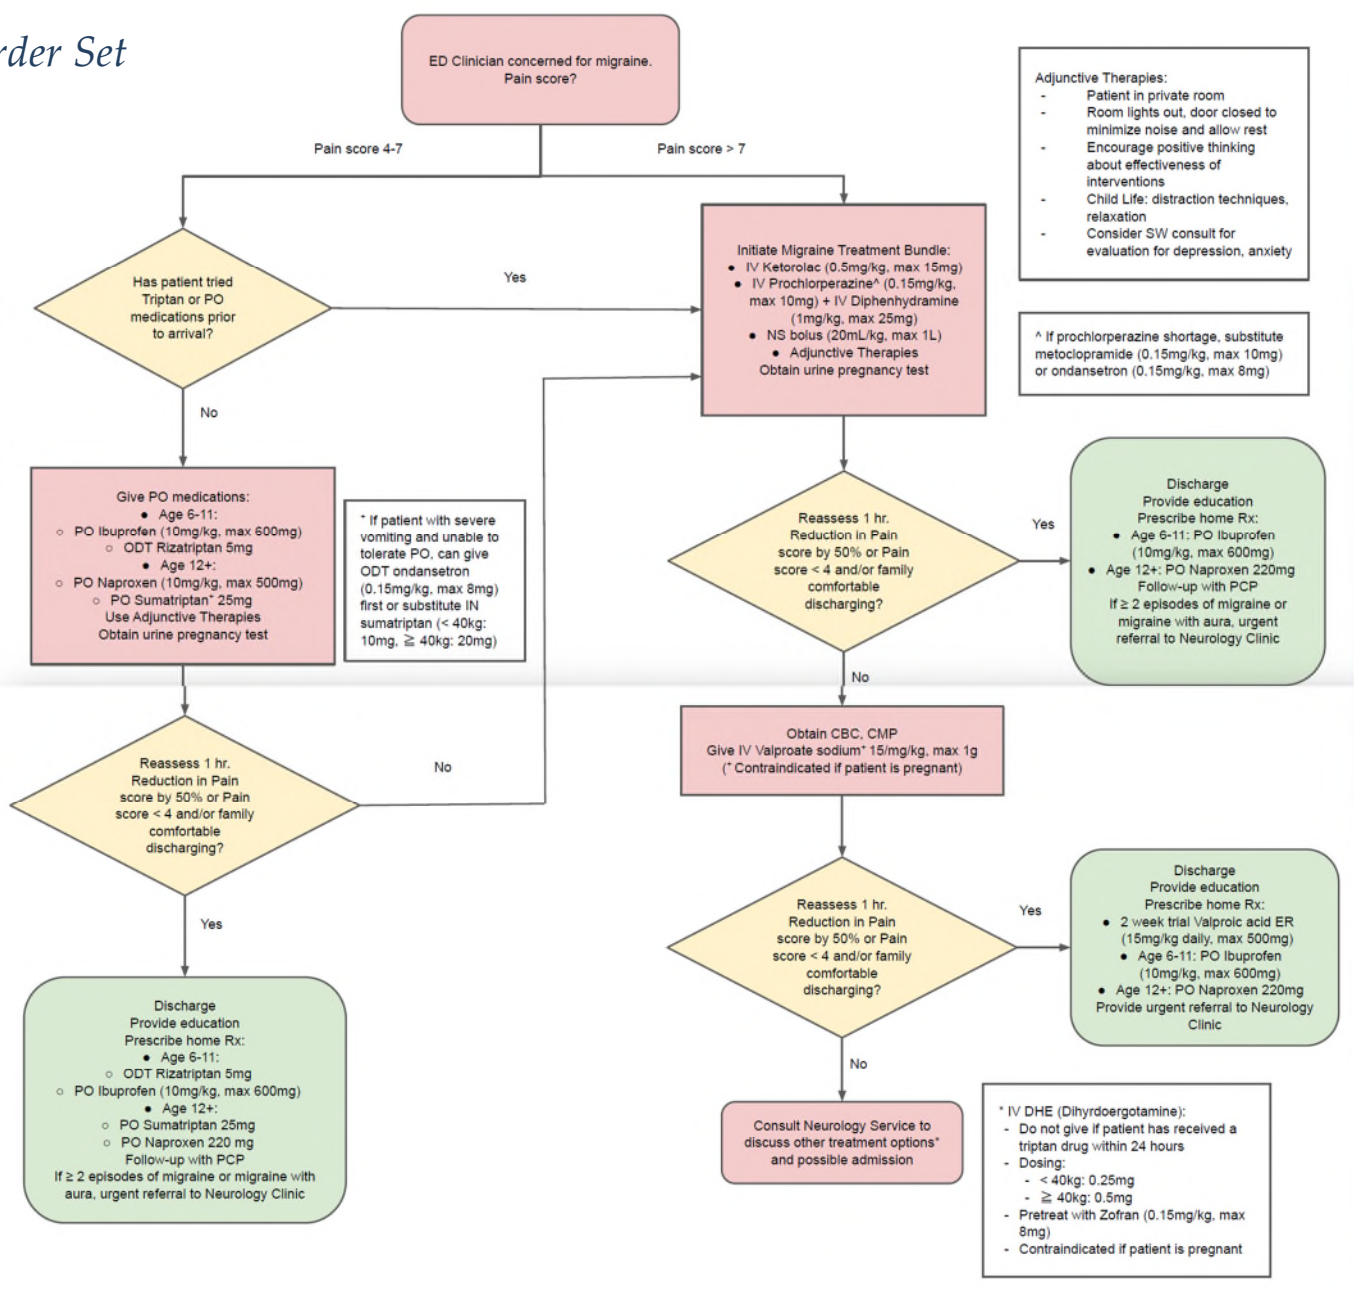 rder Set
ED Clinician concerned for migraine.
Pain score?
Pain score 4-7
Pain score > 7
Adjunctive Therapies:
- Patient in private room
- Room lights out, door closed to
minimize noise and allow rest
- Encourage positive thinking
about effectiveness of
interventions
- Child Life: distraction techniques,
relaxation
- Consider SW consult for
evaluation for depression, anxiety
Has patient tried
Triptan or PO
medications prior
to arrival?
Yes
Initiate Migraine Treatment Bundle:
● IV Ketorolac (0.5mg/kg, max 15mg)
● IV Prochlorperazine^ (0.15mg/kg,
max 10mg) + IV Diphenhydramine
(1mg/kg, max 25mg)
● NS bolus (20mL/kg, max 1L)
● Adjunctive Therapies
Obtain urine pregnancy test
^ If prochlorperazine shortage, substitute
metoclopramide (0.15mg/kg, max 10mg)
or ondansetron (0.15mg/kg, max 8mg)
No
Give PO medications:
● Age 6-11:
○ PO Ibuprofen (10mg/kg, max 600mg)
○ ODT Rizatriptan 5mg
● Age 12+:
○ PO Naproxen (10mg/kg, max 500mg)
○ PO Sumatriptan⁺ 25mg
Use Adjunctive Therapies
Obtain urine pregnancy test
⁺ If patient with severe
vomiting and unable to
tolerate PO, can give
ODT ondansetron
(0.15mg/kg, max 8mg)
first or substitute IN
sumatriptan (< 40kg:
10mg, ≧ 40kg: 20mg)
Reassess 1 hr.
Reduction in Pain
score by 50% or Pain
score < 4 and/or family
comfortable
discharging?
Yes
Discharge
Provide education
Prescribe home Rx:
● Age 6-11: PO Ibuprofen
(10mg/kg, max 600mg)
● Age 12+: PO Naproxen 220mg
Follow-up with PCP
If ≥ 2 episodes of migraine or
migraine with aura, urgent
referral to Neurology Clinic
No
Obtain CBC, CMP
Give IV Valproate sodium⁺ 15/mg/kg, max 1g
(⁺ Contraindicated if patient is pregnant)
Reassess 1 hr.
Reduction in Pain
score by 50% or Pain
score < 4 and/or family
comfortable
discharging?
No
Yes
Discharge
Provide education
Prescribe home Rx:
● Age 6-11:
○ ODT Rizatriptan 5mg
○ PO Ibuprofen (10mg/kg, max 600mg)
● Age 12+:
○ PO Sumatriptan 25mg
○ PO Naproxen 220 mg
Follow-up with PCP
If ≥ 2 episodes of migraine or migraine with
aura, urgent referral to Neurology Clinic
Reassess 1 hr.
Reduction in Pain
score by 50% or Pain
score < 4 and/or family
comfortable
discharging?
Yes
Discharge
Provide education
Prescribe home Rx:
● 2 week trial Valproic acid ER
(15mg/kg daily, max 500mg)
● Age 6-11: PO Ibuprofen
(10mg/kg, max 600mg)
● Age 12+: PO Naproxen 220mg
Provide urgent referral to Neurology
Clinic
No
Consult Neurology Service to
discuss other treatment options*
and possible admission
* IV DHE (Dihyrdoergotamine):
- Do not give if patient has received a
triptan drug within 24 hours
- Dosing:
- < 40kg: 0.25mg
- ≧ 40kg: 0.5mg
- Pretreat with Zofran (0.15mg/kg, max
8mg)
- Contraindicated if patient is pregnant